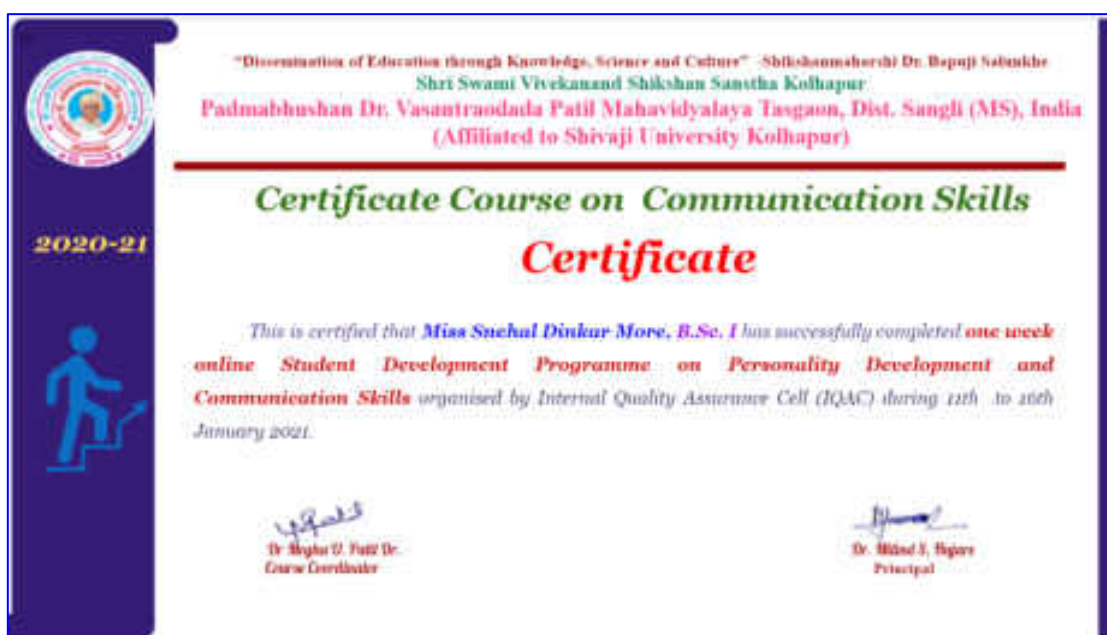 "Dissemination of Education through Knowledge, Science and Culture" -Shikshanmaharshi Dr. Bapuji Salunkhe
Shri Swami Vivekanand Shikshan Sanstha Kolhapur
Padmabhushan Dr. Vasantraodada Patil Mahavidyalaya Tasgaon, Dist. Sangli (MS), India
(Affiliated to Shivaji University Kolhapur)
Certificate Course on Communication Skills
2020-21
Certificate
This is certified that Miss Snehal Dinkar More, B.Sc. I has successfully completed one week
online Student Development Programme on Personality Development and
Communication Skills organised by Internal Quality Assurance Cell (IQAC) during 11th to 16th
January 2021.
Dr Megha V. Patil Dr.
Course Coordinator
Dr. Milind S. Hujare
Principal